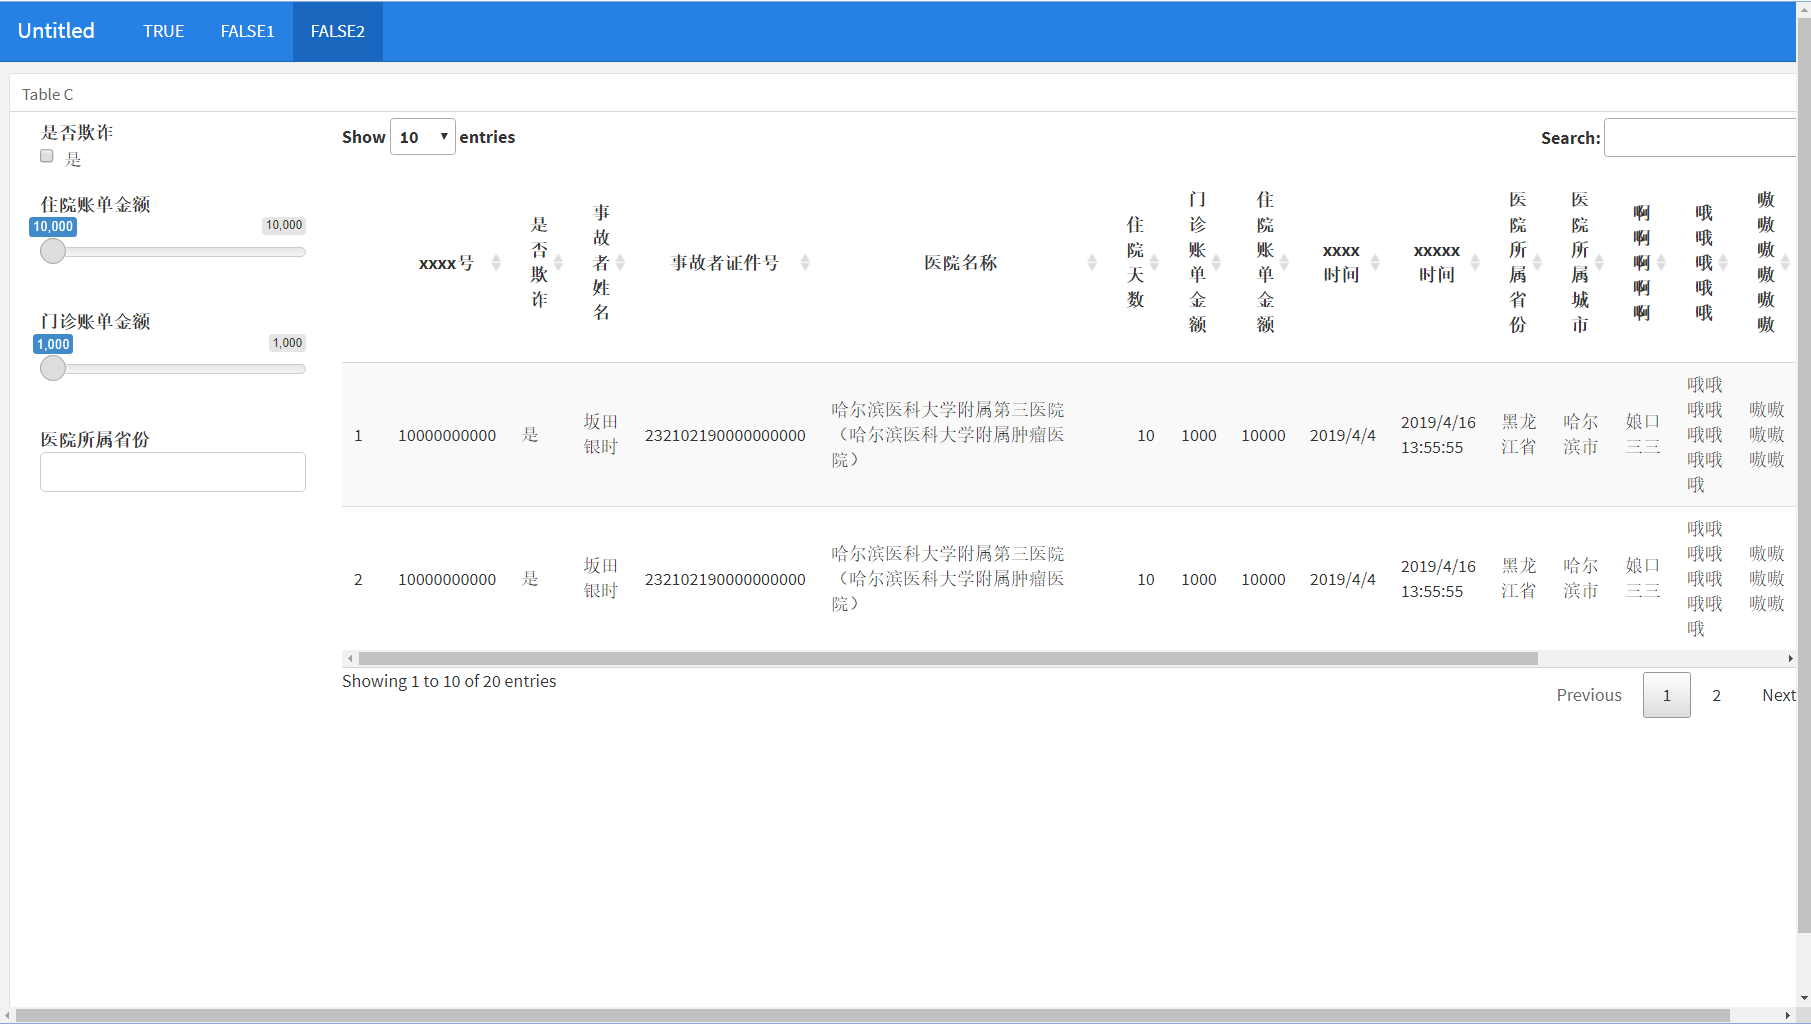 Untitled TRUE FALSE1 FALSE2
Table C
是否欺诈
是
住院账单金额
10,000 10,000
门诊账单金额
1,000 1,000
医院所属省份
Show 10 entries
Search:
xxxx号
是否欺诈
事故者姓名
事故者证件号
医院名称
住院天数
门诊账单金额
住院账单金额
xxxx
时间
xxxxx
时间
医院所属省份
医院所属城市
啊啊啊啊啊
哦哦哦哦哦
嗷嗷嗷嗷嗷嗷
1
10000000000
是
坂田
银时
232102190000000000
哈尔滨医科大学附属第三医院
（哈尔滨医科大学附属肿瘤医
院）
10
1000
10000
2019/4/4
2019/4/16
13:55:55
黑龙
江省
哈尔
滨市
娘口
三三
哦哦
哦哦
哦哦
哦哦
哦
嗷嗷
嗷嗷
嗷嗷
2
10000000000
是
坂田
银时
232102190000000000
哈尔滨医科大学附属第三医院
（哈尔滨医科大学附属肿瘤医
院）
10
1000
10000
2019/4/4
2019/4/16
13:55:55
黑龙
江省
哈尔
滨市
娘口
三三
哦哦
哦哦
哦哦
哦哦
哦
嗷嗷
嗷嗷
嗷嗷
Showing 1 to 10 of 20 entries
Previous 1 2 Next